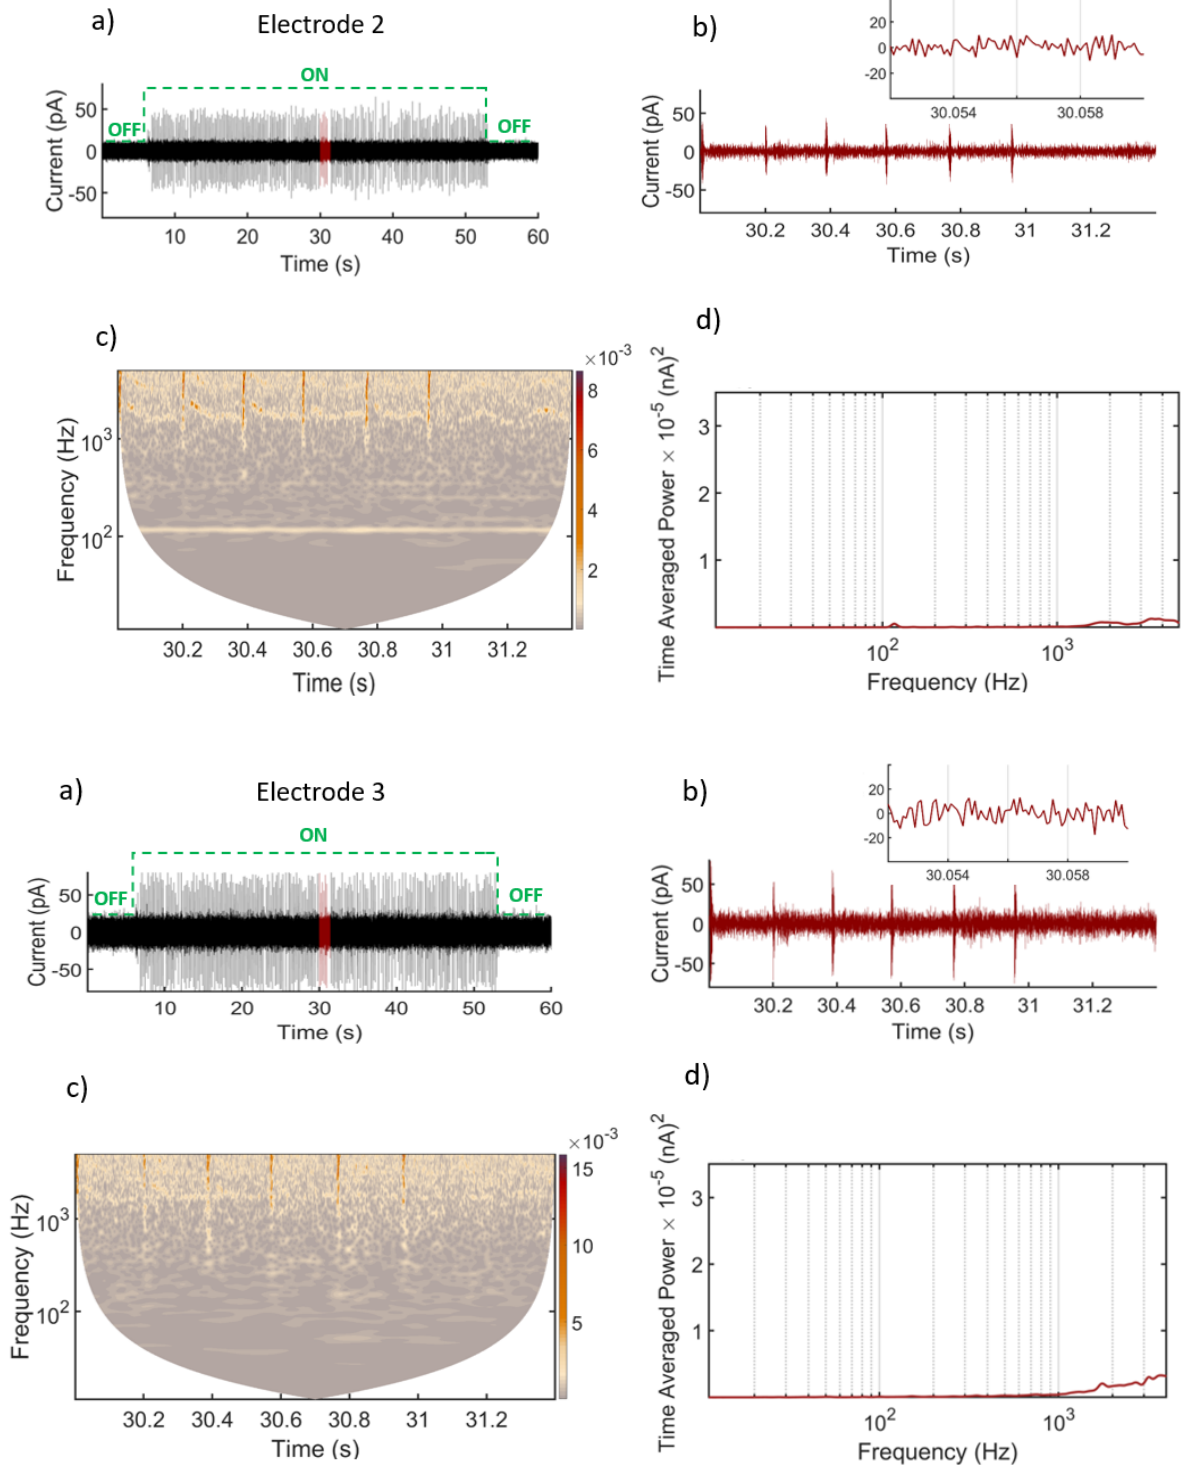 a)
Electrode 2
ON
OFF
OFF
Current (pA)
50
0
-50
10 20 30 40 50 60
Time (s)
b)
20
0
-20
30.054 30.058
Current (pA)
50
0
-50
30.2 30.4 30.6 30.8 31 31.2
Time (s)
c)
×10-3
8
6
4
2
Frequency (Hz)
103
102
30.2 30.4 30.6 30.8 31 31.2
Time (s)
d)
Time Averaged Power × 10-5 (nA)2
3
2
1
102 103
Frequency (Hz)
a)
Electrode 3
ON
OFF
OFF
Current (pA)
50
0
-50
10 20 30 40 50 60
Time (s)
b)
20
0
-20
30.054 30.058
Current (pA)
50
0
-50
30.2 30.4 30.6 30.8 31 31.2
Time (s)
c)
×10-3
15
10
5
Frequency (Hz)
103
102
30.2 30.4 30.6 30.8 31 31.2
Time (s)
d)
Time Averaged Power × 10-5 (nA)2
3
2
1
102 103
Frequency (Hz)